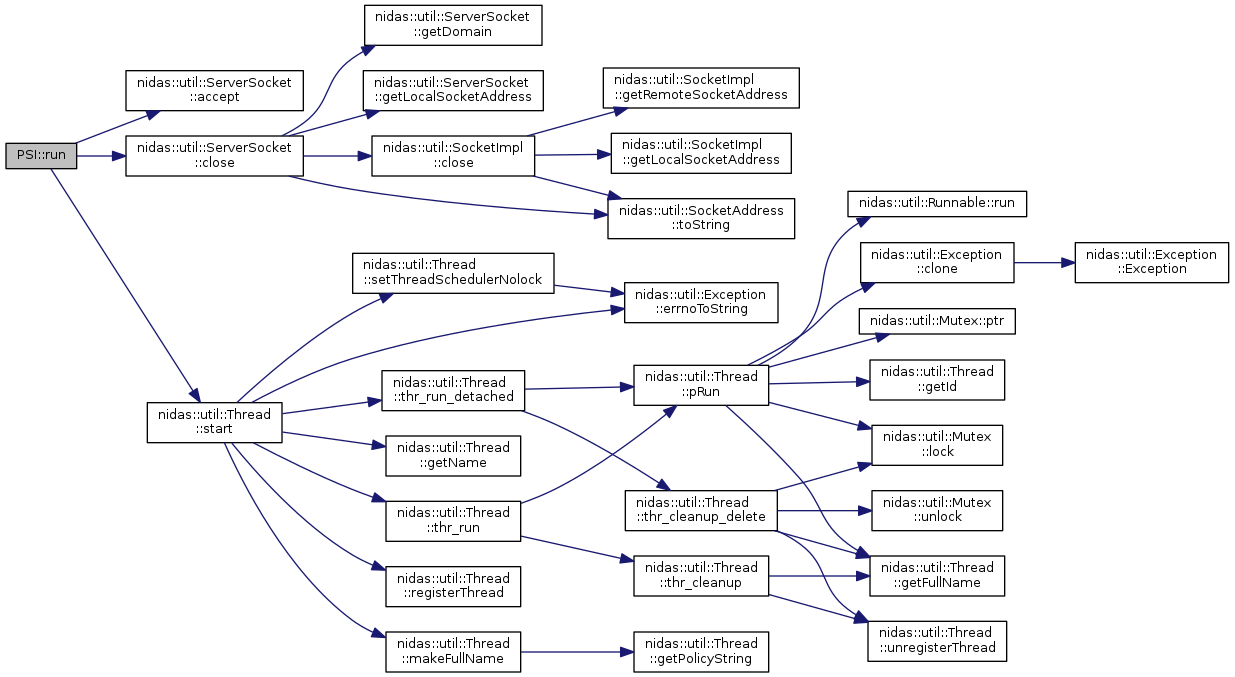 nidas::util::ServerSocket
::getDomain
nidas::util::ServerSocket
::accept
nidas::util::ServerSocket
::getLocalSocketAddress
nidas::util::SocketImpl
::getRemoteSocketAddress
PSI::run
nidas::util::ServerSocket
::close
nidas::util::SocketImpl
::close
nidas::util::SocketImpl
::getLocalSocketAddress
nidas::util::SocketAddress
::toString
nidas::util::Runnable::run
nidas::util::Exception
::clone
nidas::util::Exception
::Exception
nidas::util::Thread
::setThreadSchedulerNolock
nidas::util::Exception
::errnoToString
nidas::util::Mutex::ptr
nidas::util::Thread
::start
nidas::util::Thread
::thr_run_detached
nidas::util::Thread
::pRun
nidas::util::Thread
::getId
nidas::util::Thread
::getName
nidas::util::Mutex
::lock
nidas::util::Thread
::thr_run
nidas::util::Thread
::thr_cleanup_delete
nidas::util::Mutex
::unlock
nidas::util::Thread
::registerThread
nidas::util::Thread
::thr_cleanup
nidas::util::Thread
::getFullName
nidas::util::Thread
::makeFullName
nidas::util::Thread
::getPolicyString
nidas::util::Thread
::unregisterThread